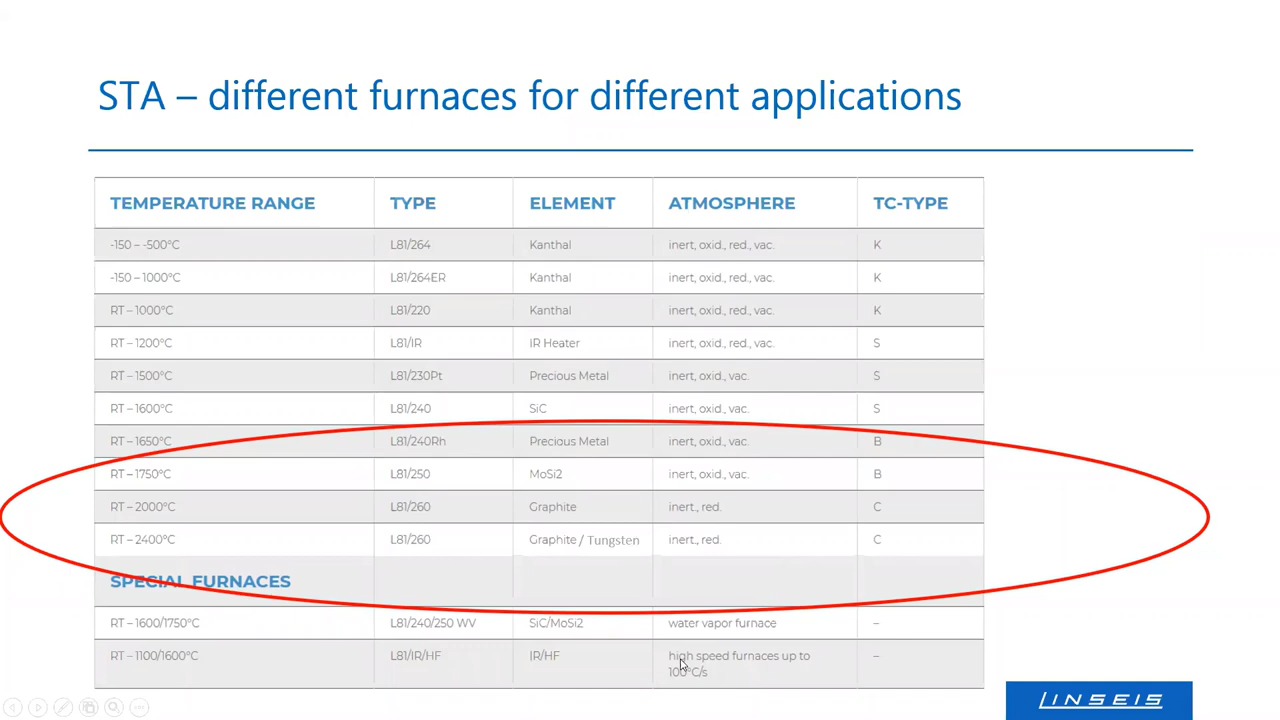 STA – different furnaces for different applications
TEMPERATURE RANGE TYPE ELEMENT ATMOSPHERE TC-TYPE
-150 – -500°C L81/264 Kanthal inert, oxid., red., vac. K
-150 – 1000°C L81/264ER Kanthal inert, oxid., red., vac. K
RT – 1000°C L81/220 Kanthal inert, oxid., red., vac. K
RT – 1200°C L81/IR IR Heater inert, oxid., red., vac. S
RT – 1500°C L81/230Pt Precious Metal inert, oxid., vac. S
RT – 1600°C L81/240 SiC inert, oxid., vac. S
RT – 1650°C L81/240Rh Precious Metal inert, oxid., vac. B
RT – 1750°C L81/250 MoSi2 inert, oxid., vac. B
RT – 2000°C L81/260 Graphite inert., red. C
RT – 2400°C L81/260 Graphite / Tungsten inert., red. C
SPECIAL FURNACES
RT – 1600/1750°C L81/240/250 WV SiC/MoSi2 water vapor furnace –
RT – 1100/1600°C L81/IR/HF IR/HF high speed furnaces up to –
100°C/s
LINSEIS